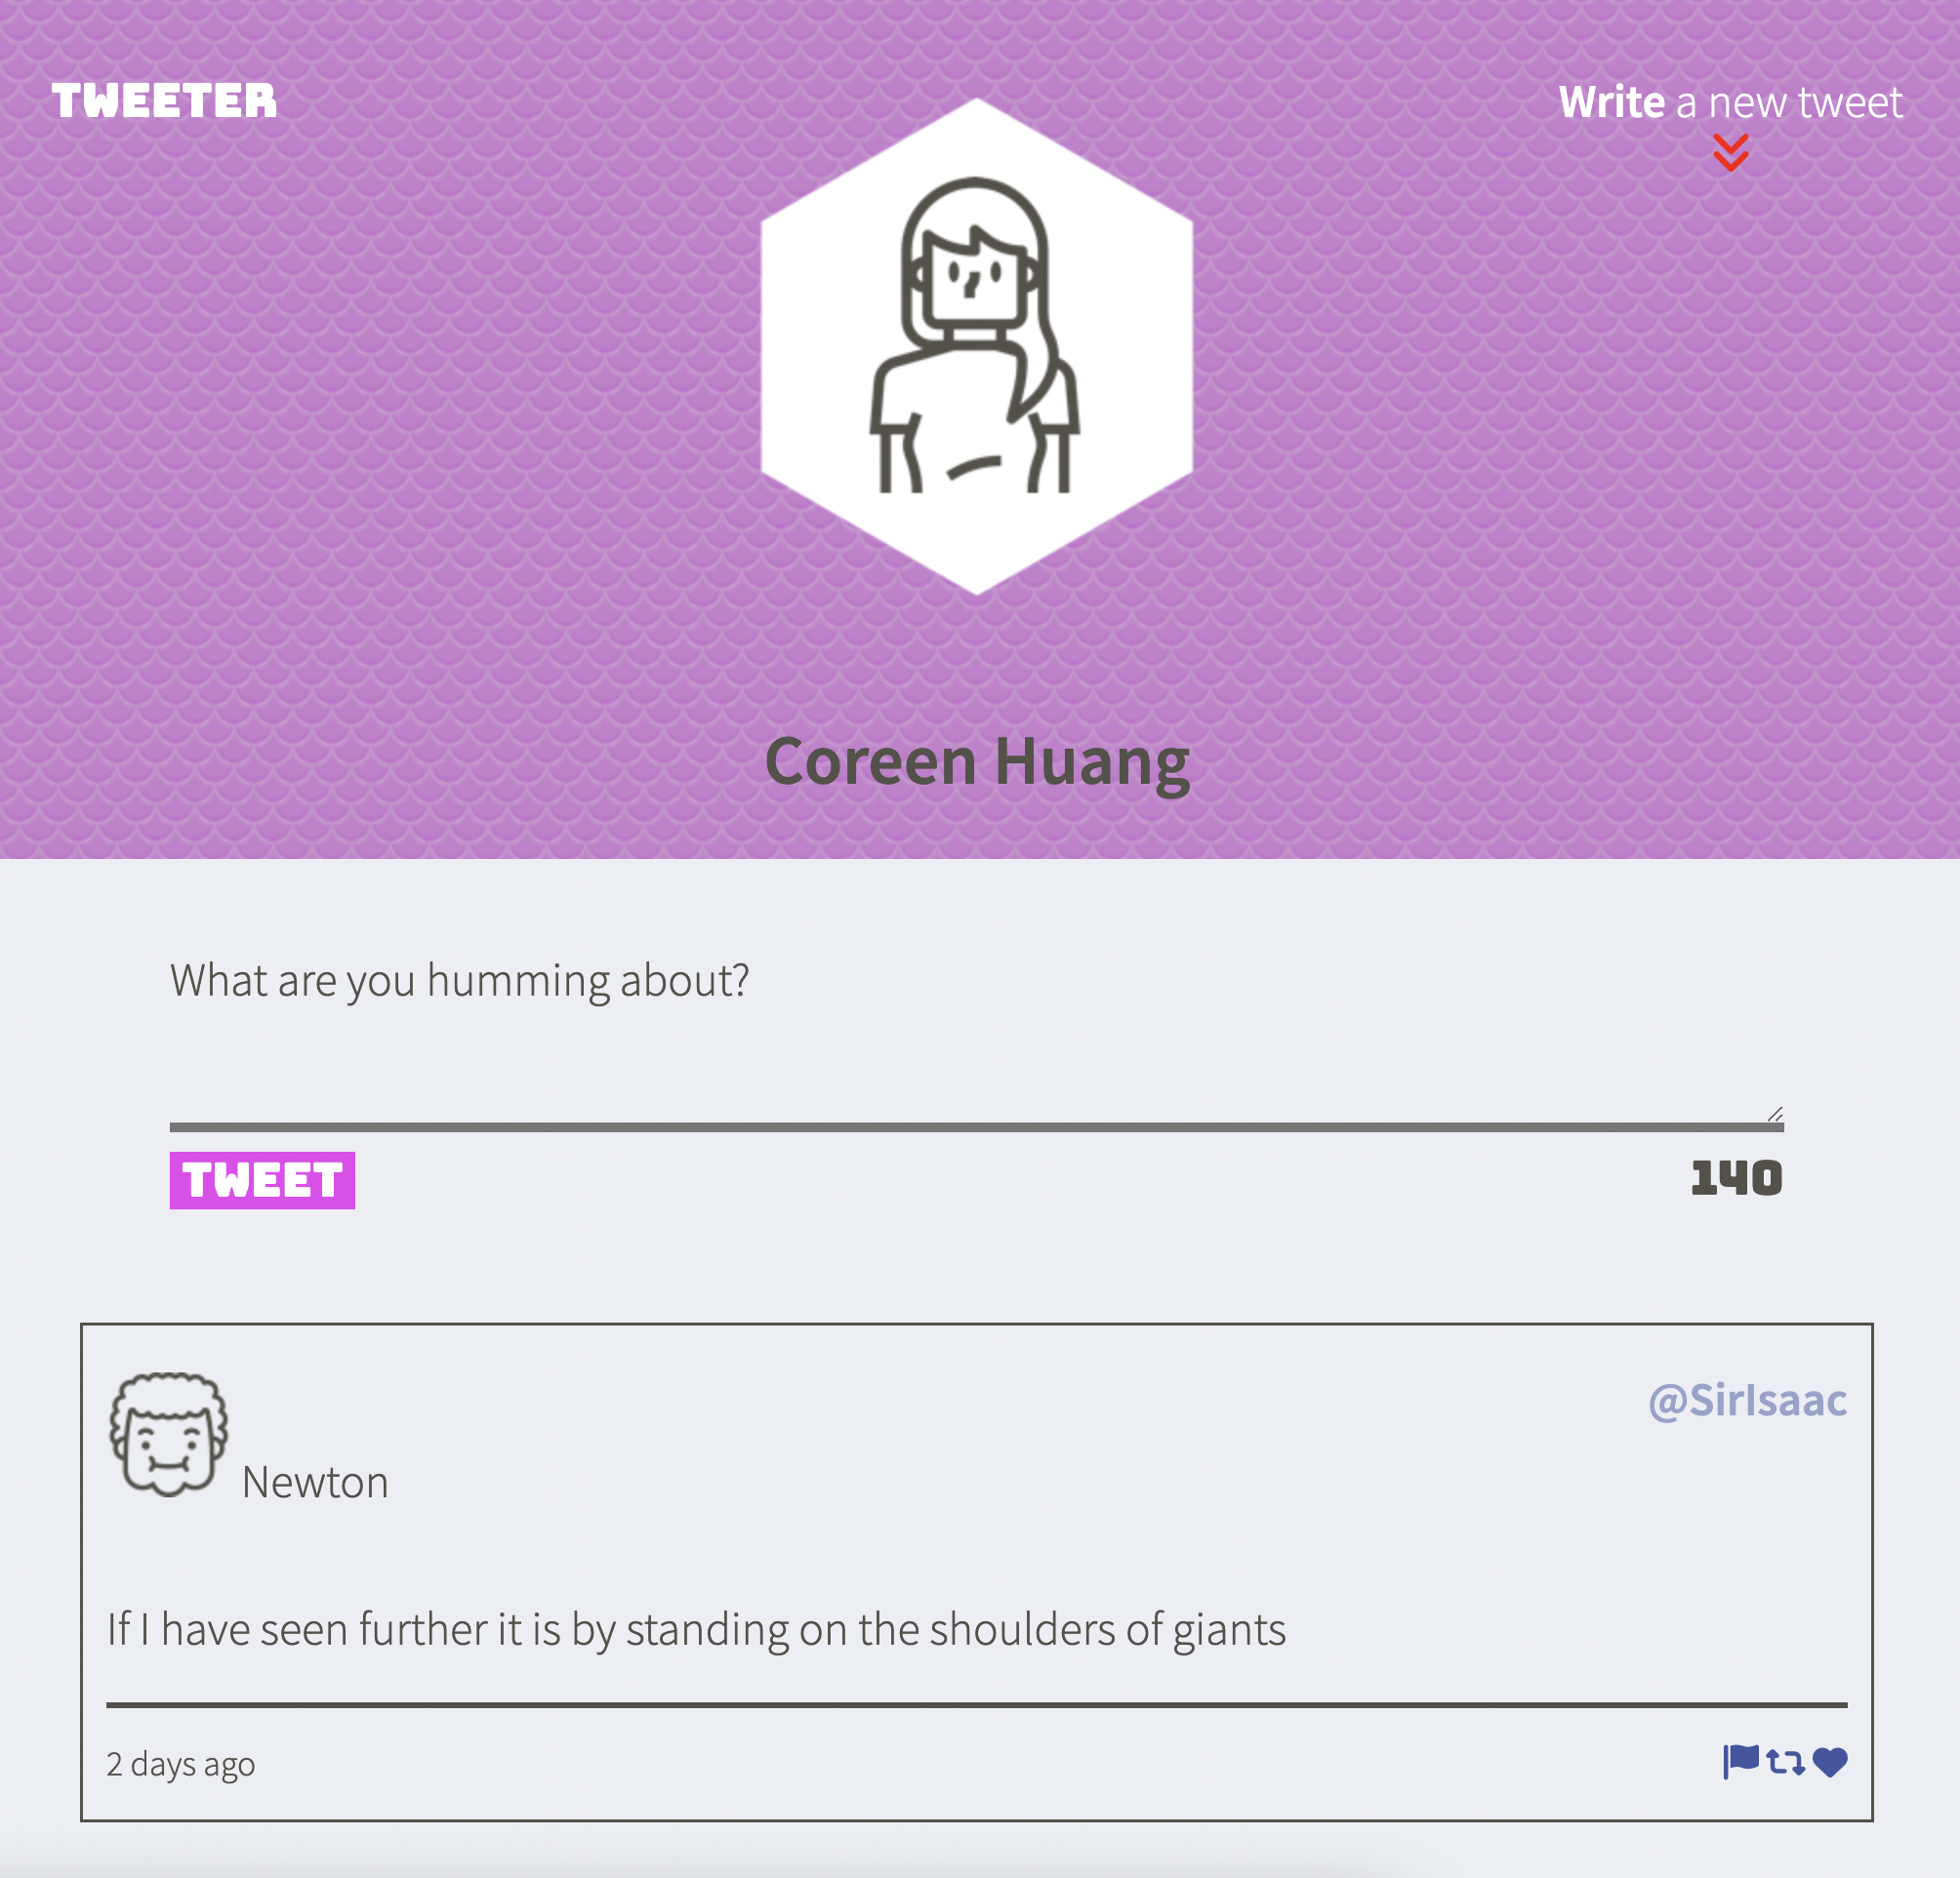 TWEETER
Write a new tweet
Coreen Huang
What are you humming about?
TWEET
140
@SirIsaac
Newton
If I have seen further it is by standing on the shoulders of giants
2 days ago